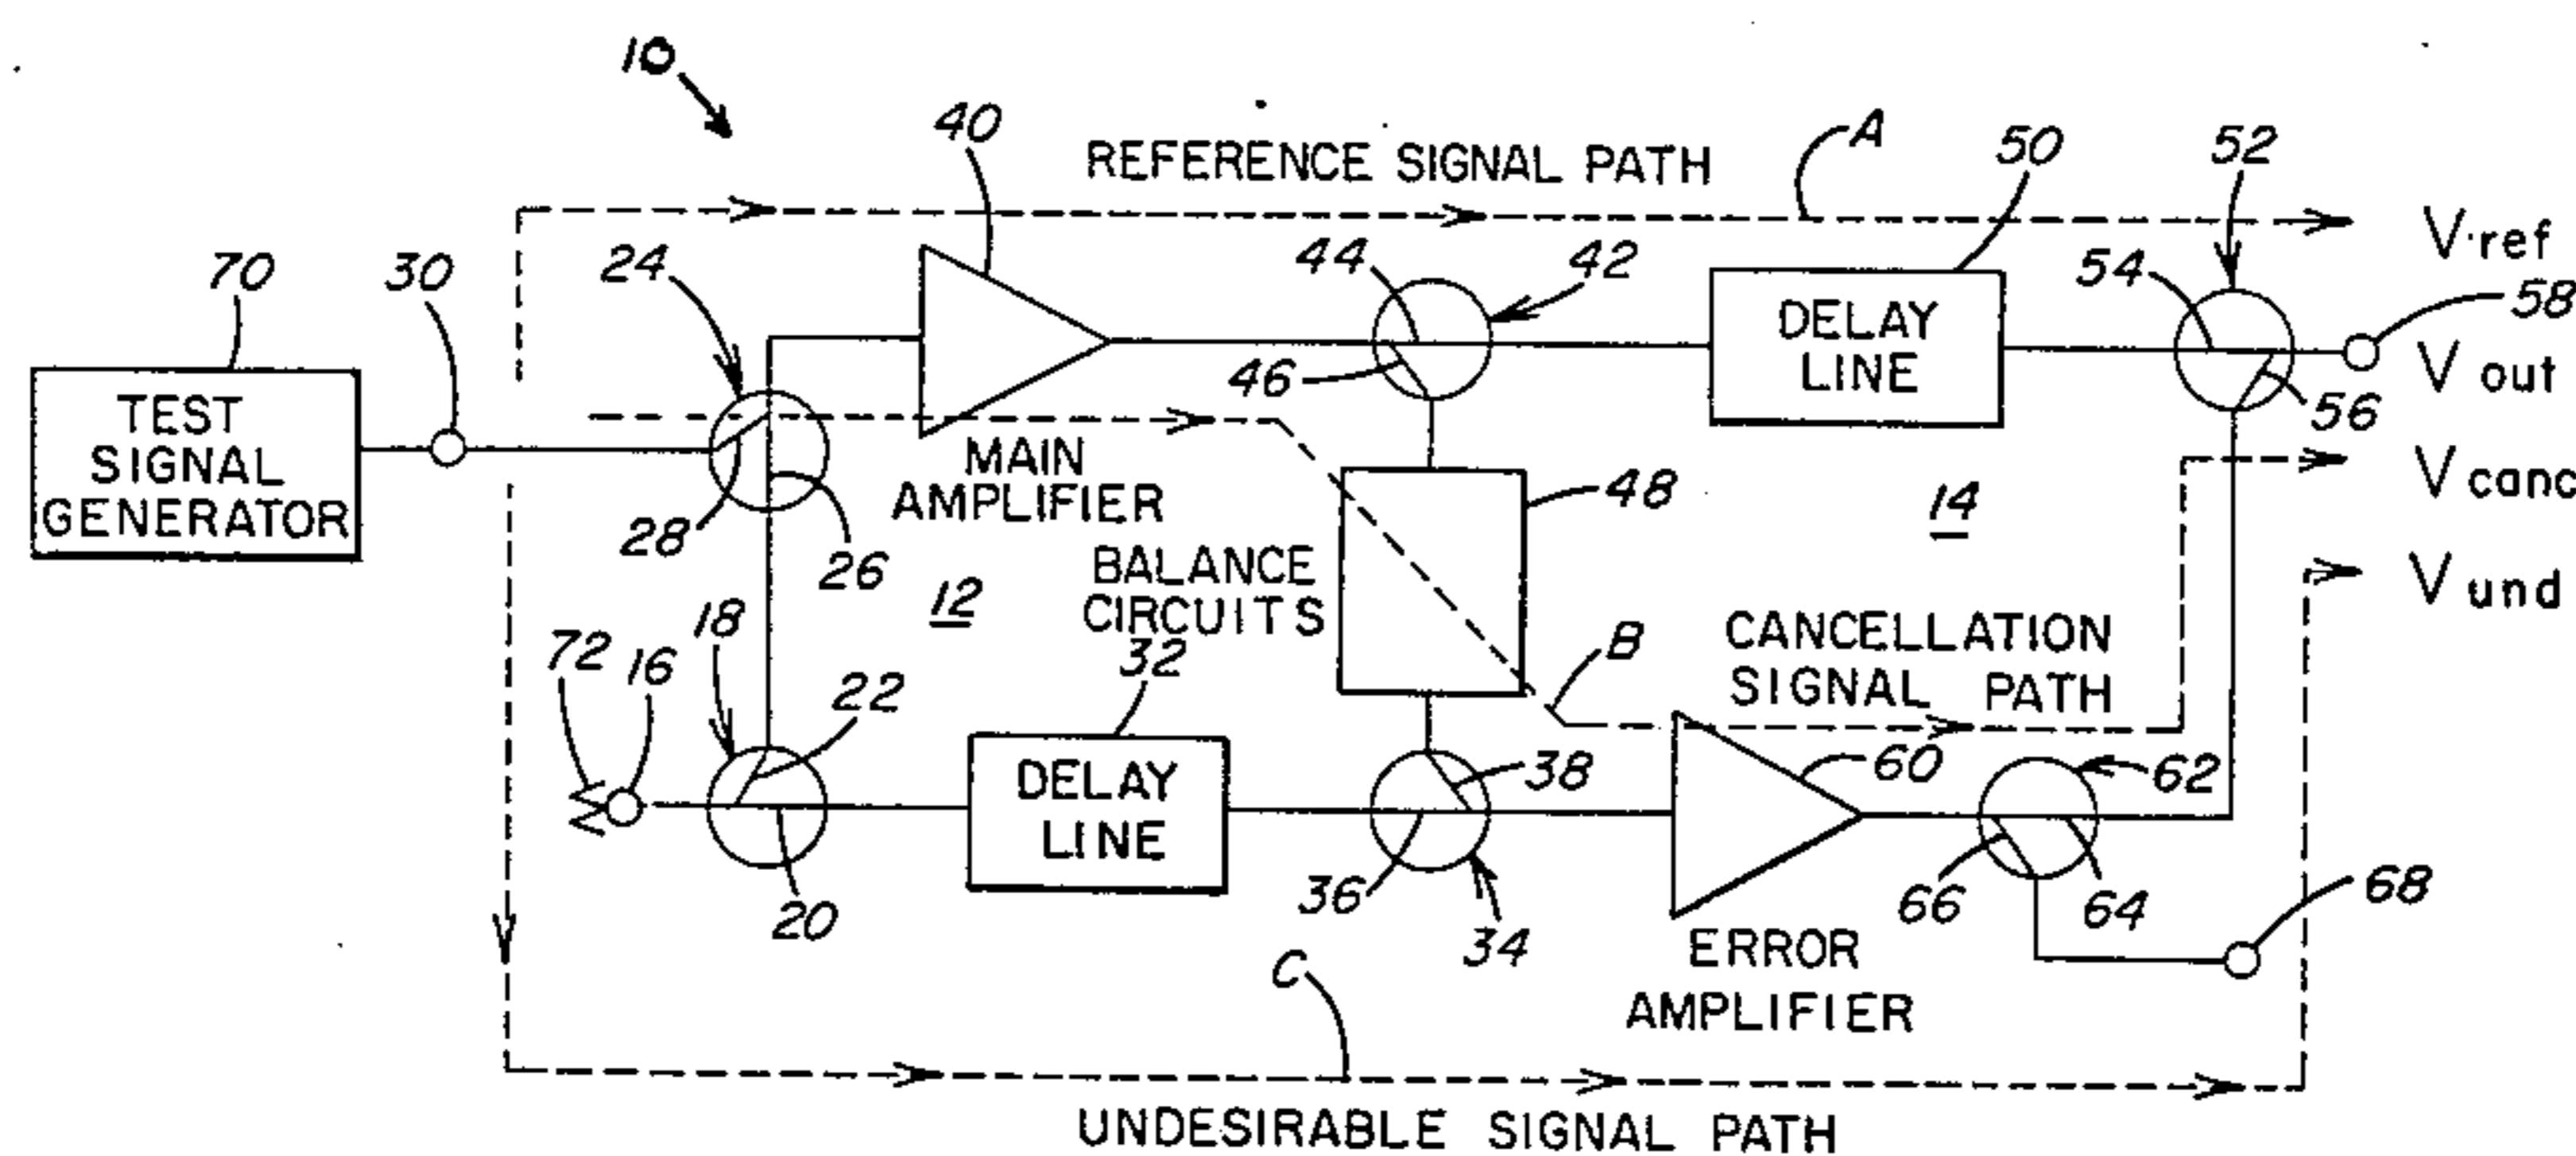 10
40
REFERENCE SIGNAL PATH
A
50
52
V ref
70
30
24
44
42
54
58
TEST
SIGNAL
GENERATOR
DELAY
LINE
46
V out
56
MAIN
AMPLIFIER
28
26
48
14
V canc
BALANCE
CIRCUITS
12
V und
18
72
16
22
32
B
CANCELLATION
SIGNAL PATH
DELAY
LINE
38
60
62
20
36
34
66
64
68
ERROR
AMPLIFIER
C
UNDESIRABLE SIGNAL PATH